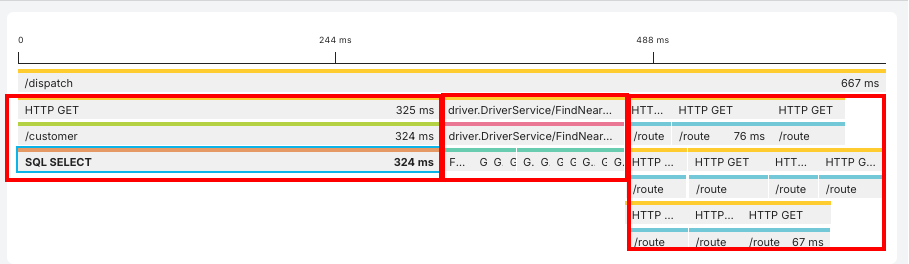 0 244 ms 488 ms
/dispatch 667 ms
HTTP GET 325 ms driver.DriverService/FindNear... HTT... HTTP GET HTTP GET
/customer 324 ms driver.DriverService/FindNear... /route /route 76 ms /route
SQL SELECT 324 ms F... G G G G. G G G G G.. G G. HTTP ... HTTP GET HTT... HTTP G...
/route /route /route /route
HTTP ... HTTP... HTTP GET
/route /route /route 67 ms